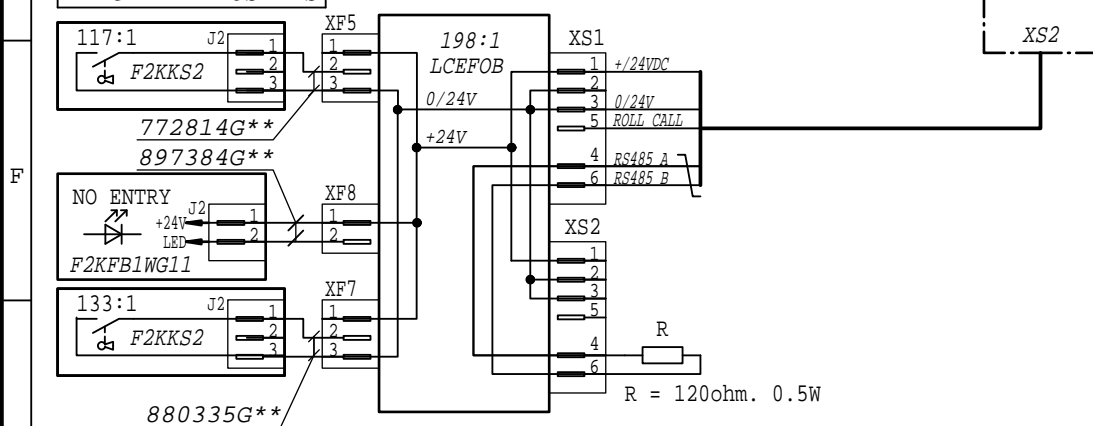 117:1
J2
1
2
3
F2KKS2
XF5
1
2
3
772814G**
897384G**
F
NO ENTRY
+24V
LED
J2
1
2
F2KFB1WG11
XF8
1
2
133:1
J2
1
2
3
F2KKS2
XF7
1
2
3
880335G**
198:1
LCEFOB
0/24V
+24V
XS1
1 +/24VDC
2
3 0/24V
5 ROLL CALL
4 RS485 A
6 RS485 B
XS2
1
2
3
5
4
6
R
R = 120ohm. 0.5W
XS2